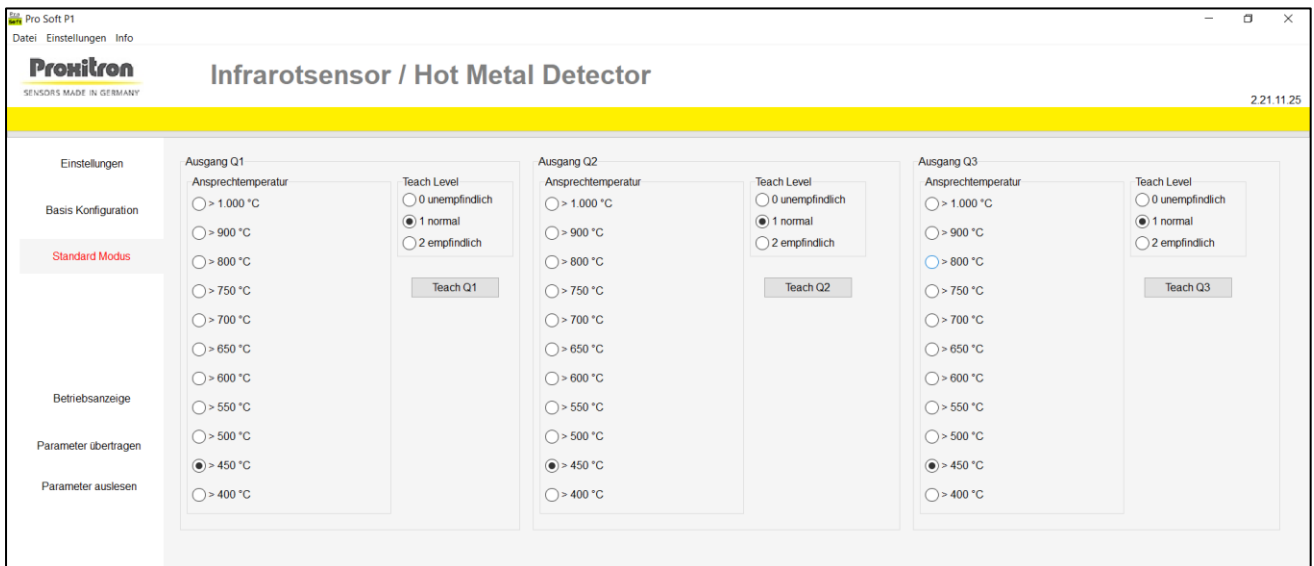 Pro Soft P1
Datei Einstellungen Info
Proxitron
SENSORS MADE IN GERMANY
Infrarotsensor / Hot Metal Detector
2.21.11.25
Einstellungen
Basis Konfiguration
Standard Modus
Betriebsanzeige
Parameter übertragen
Parameter auslesen
Ausgang Q1
Ansprechtemperatur
> 1.000 °C
> 900 °C
> 800 °C
> 750 °C
> 700 °C
> 650 °C
> 600 °C
> 550 °C
> 500 °C
> 450 °C
> 400 °C
Teach Level
0 unempfindlich
1 normal
2 empfindlich
Teach Q1
Ausgang Q2
Ansprechtemperatur
> 1.000 °C
> 900 °C
> 800 °C
> 750 °C
> 700 °C
> 650 °C
> 600 °C
> 550 °C
> 500 °C
> 450 °C
> 400 °C
Teach Level
0 unempfindlich
1 normal
2 empfindlich
Teach Q2
Ausgang Q3
Ansprechtemperatur
> 1.000 °C
> 900 °C
> 800 °C
> 750 °C
> 700 °C
> 650 °C
> 600 °C
> 550 °C
> 500 °C
> 450 °C
> 400 °C
Teach Level
0 unempfindlich
1 normal
2 empfindlich
Teach Q3